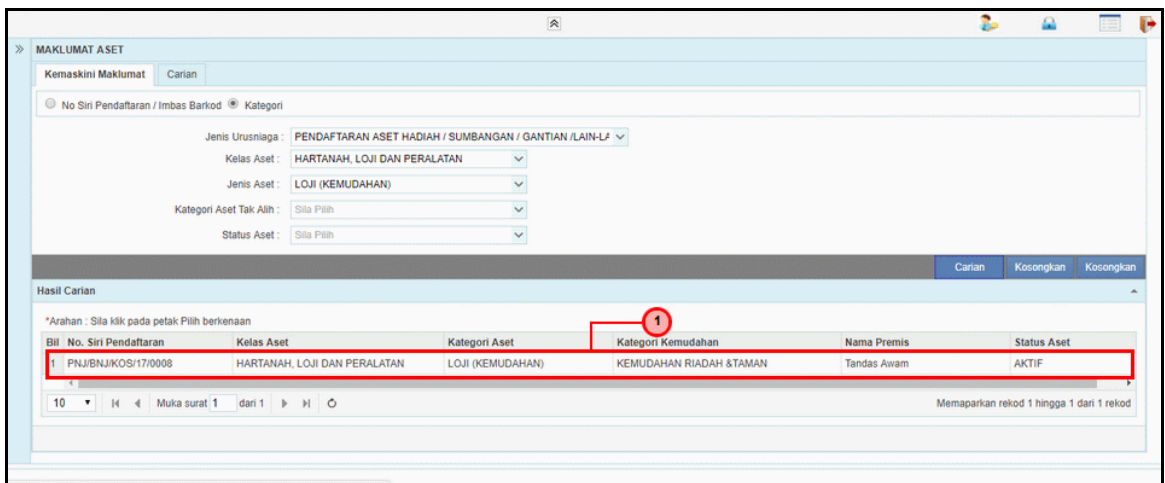 MAKLUMAT ASET
Kemaskini Maklumat Carian
No Siri Pendaftaran / Imbas Barkod Kategori
Jenis Urusniaga : PENDAFTARAN ASET HADIAH / SUMBANGAN / GANTIAN /LAIN-LA
Kelas Aset : HARTANAH, LOJI DAN PERALATAN
Jenis Aset : LOJI (KEMUDAHAN)
Kategori Aset Tak Alih : Sila Pilih
Status Aset : Sila Pilih
Carian Kosongkan Kosongkan
Hasil Carian
*Arahan : Sila klik pada petak Pilih berkenaan
1
Bil No. Siri Pendaftaran Kelas Aset Kategori Aset Kategori Kemudahan Nama Premis Status Aset
1 PNJ/BNJ/KOS/17/0008 HARTANAH, LOJI DAN PERALATAN LOJI (KEMUDAHAN) KEMUDAHAN RIADAH &TAMAN Tandas Awam AKTIF
10 Muka surat 1 dari 1 Memaparkan rekod 1 hingga 1 dari 1 rekod